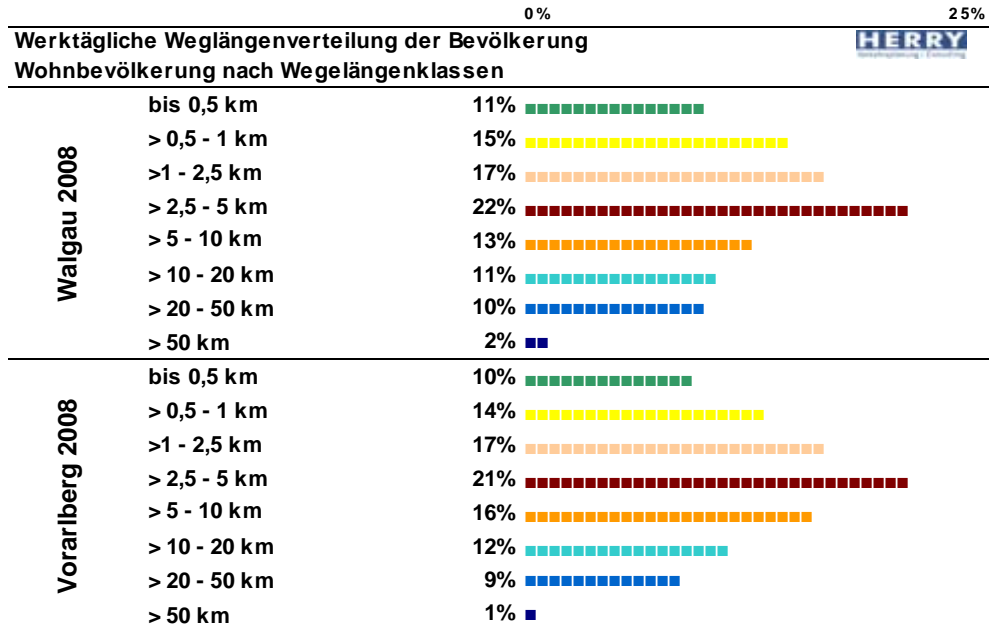 0% 25%
Werktägliche Weglängenverteilung der Bevölkerung
Wohnbevölkerung nach Wegelängenklassen
HERRY
Verkehrsplanung / Consulting
Walgau 2008
bis 0,5 km 11%
> 0,5 - 1 km 15%
>1 - 2,5 km 17%
> 2,5 - 5 km 22%
> 5 - 10 km 13%
> 10 - 20 km 11%
> 20 - 50 km 10%
> 50 km 2%
Vorarlberg 2008
bis 0,5 km 10%
> 0,5 - 1 km 14%
>1 - 2,5 km 17%
> 2,5 - 5 km 21%
> 5 - 10 km 16%
> 10 - 20 km 12%
> 20 - 50 km 9%
> 50 km 1%